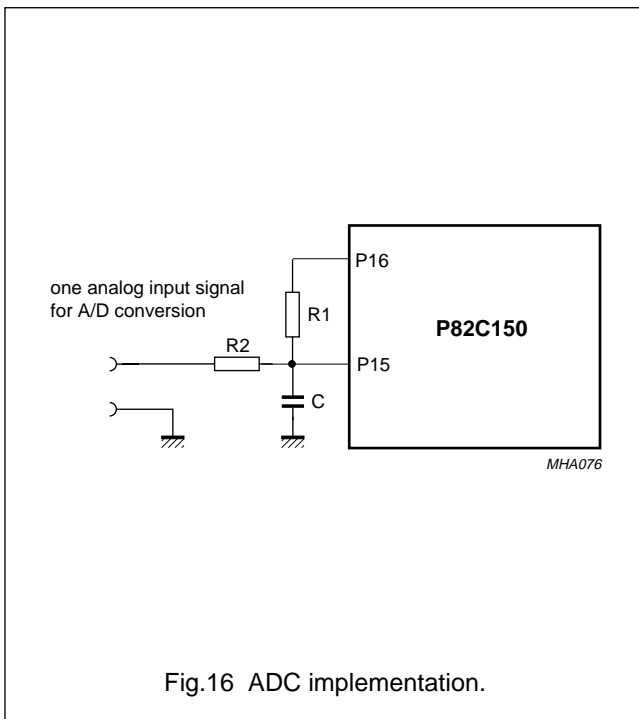 one analog input signal
for A/D conversion
R2
R1
C
P16
P15
P82C150
MHA076
Fig.16 ADC implementation.